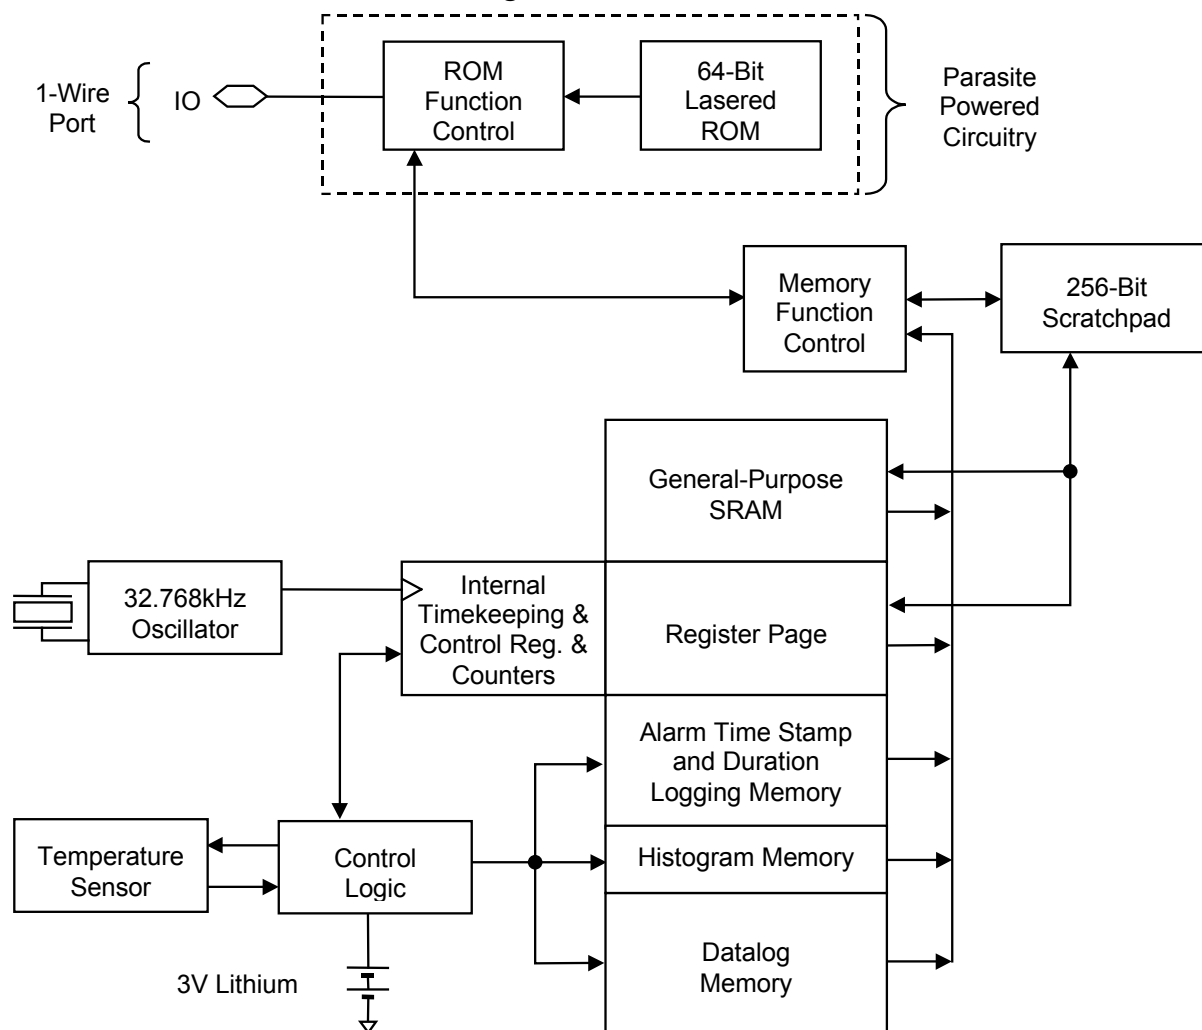 1-Wire
Port
IO
ROM
Function
Control
64-Bit
Lasered
ROM
Parasite
Powered
Circuitry
Memory
Function
Control
256-Bit
Scratchpad
General-Purpose
SRAM
32.768kHz
Oscillator
Internal
Timekeeping &
Control Reg. &
Counters
Register Page
Alarm Time Stamp
and Duration
Logging Memory
Temperature
Sensor
Control
Logic
Histogram Memory
Datalog
Memory
3V Lithium